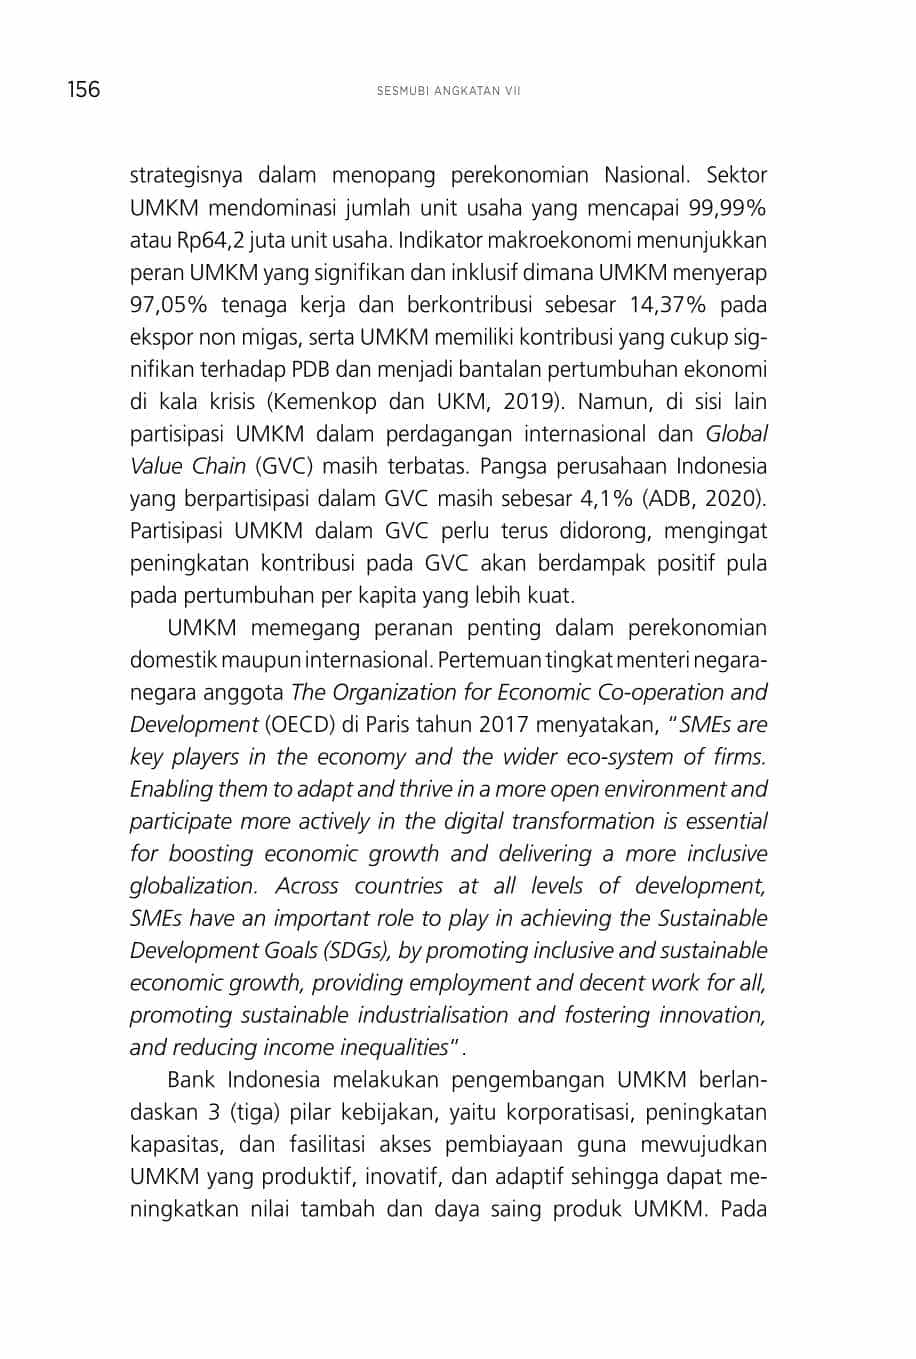 156
SESMUBI ANGKATAN VII
strategisnya dalam menopang perekonomian Nasional. Sektor
UMKM mendominasi jumlah unit usaha yang mencapai 99,99%
atau Rp64,2 juta unit usaha. Indikator makroekonomi menunjukkan
peran UMKM yang signifikan dan inklusif dimana UMKM menyerap
97,05% tenaga kerja dan berkontribusi sebesar 14,37% pada
ekspor non migas, serta UMKM memiliki kontribusi yang cukup sig-
nifikan terhadap PDB dan menjadi bantalan pertumbuhan ekonomi
di kala krisis (Kemenkop dan UKM, 2019). Namun, di sisi lain
partisipasi UMKM dalam perdagangan internasional dan Global
Value Chain (GVC) masih terbatas. Pangsa perusahaan Indonesia
yang berpartisipasi dalam GVC masih sebesar 4,1% (ADB, 2020).
Partisipasi UMKM dalam GVC perlu terus didorong, mengingat
peningkatan kontribusi pada GVC akan berdampak positif pula
pada pertumbuhan per kapita yang lebih kuat.
UMKM memegang peranan penting dalam perekonomian
domestik maupun internasional. Pertemuan tingkat menteri negara-
negara anggota The Organization for Economic Co-operation and
Development (OECD) di Paris tahun 2017 menyatakan, “SMEs are
key players in the economy and the wider eco-system of firms.
Enabling them to adapt and thrive in a more open environment and
participate more actively in the digital transformation is essential
for boosting economic growth and delivering a more inclusive
globalization. Across countries at all levels of development,
SMEs have an important role to play in achieving the Sustainable
Development Goals (SDGs), by promoting inclusive and sustainable
economic growth, providing employment and decent work for all,
promoting sustainable industrialisation and fostering innovation,
and reducing income inequalities”.
Bank Indonesia melakukan pengembangan UMKM berlan-
daskan 3 (tiga) pilar kebijakan, yaitu korporatisasi, peningkatan
kapasitas, dan fasilitasi akses pembiayaan guna mewujudkan
UMKM yang produktif, inovatif, dan adaptif sehingga dapat me-
ningkatkan nilai tambah dan daya saing produk UMKM. Pada